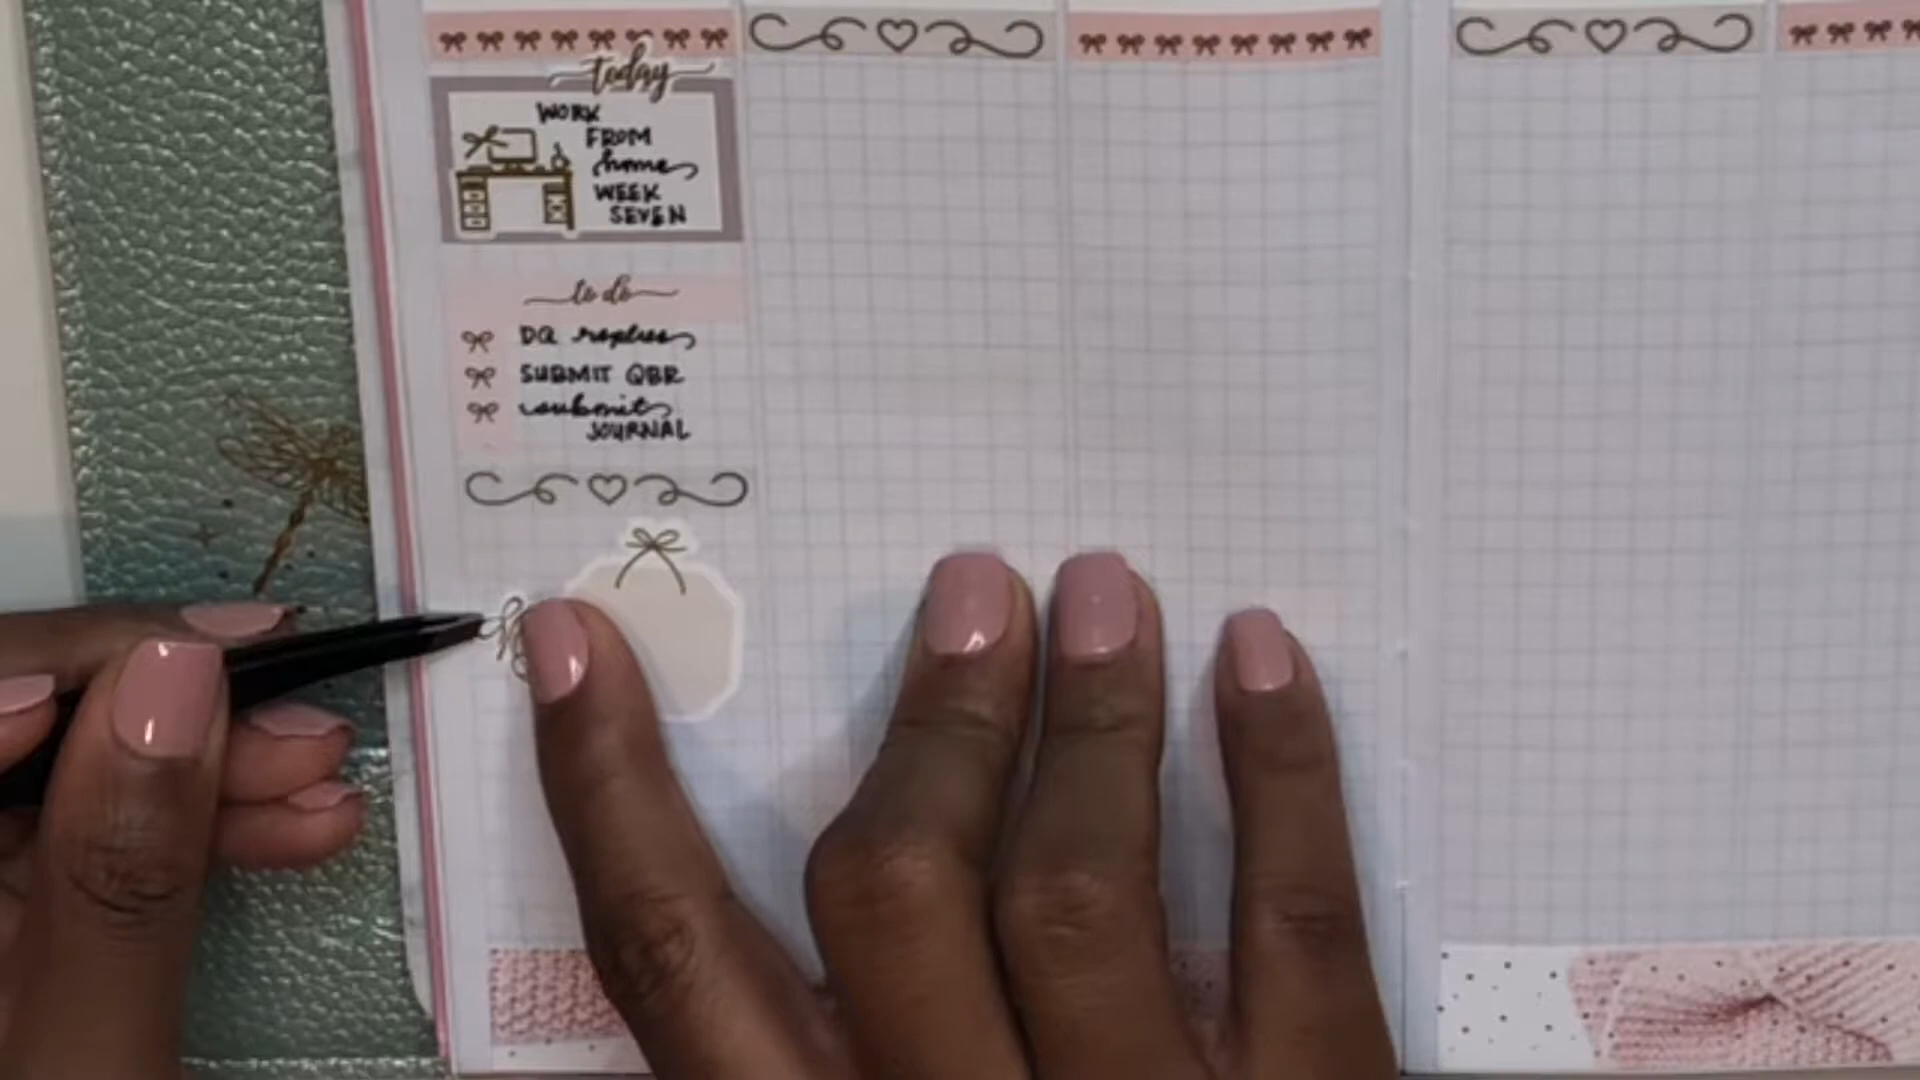 today
WORK
FROM
home
WEEK
SEVEN
to do
DQ replies
SUBMIT QBR
submit
JOURNAL